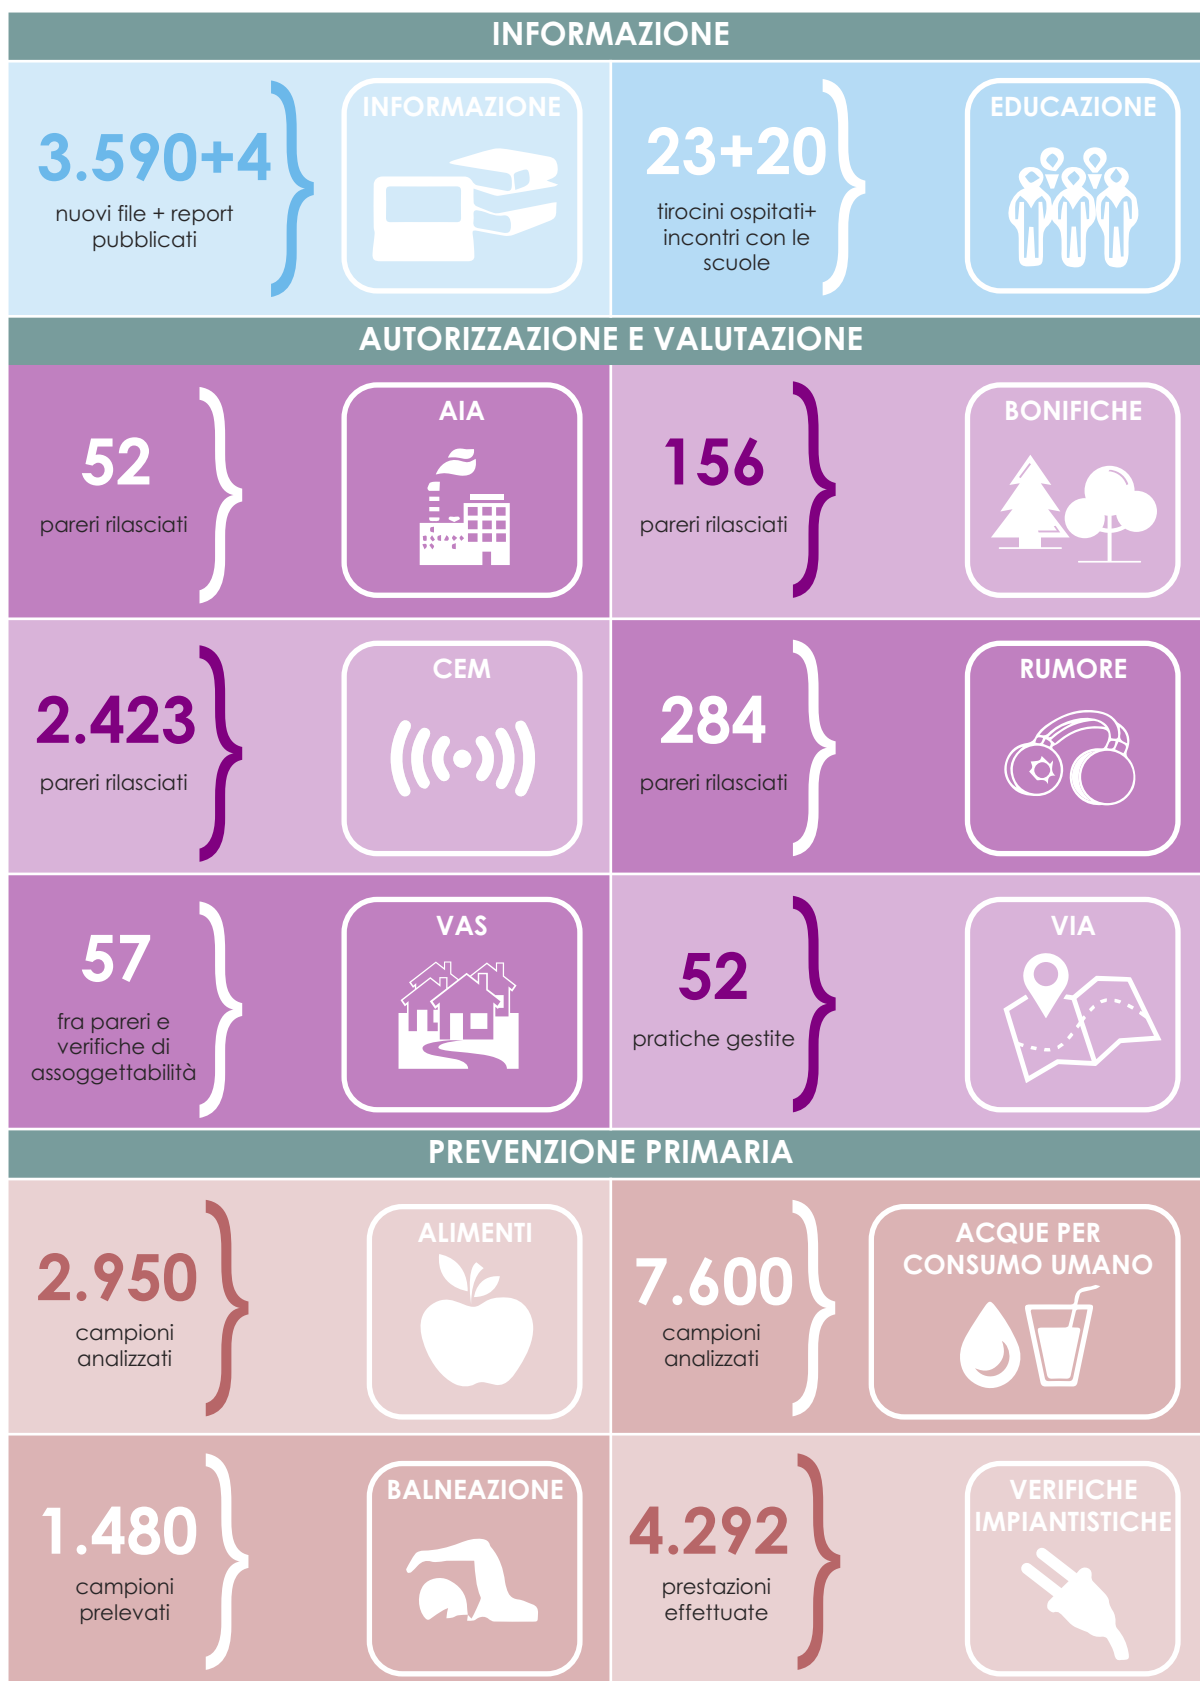 INFORMAZIONE
3.590+4
nuovi file + report
pubblicati
INFORMAZIONE
23+20
tirocini ospitati+
incontri con le
scuole
EDUCAZIONE
AUTORIZZAZIONE E VALUTAZIONE
52
pareri rilasciati
AIA
156
pareri rilasciati
BONIFICHE
2.423
pareri rilasciati
CEM
284
pareri rilasciati
RUMORE
57
fra pareri e
verifiche di
assoggettabilità
VAS
52
pratiche gestite
VIA
PREVENZIONE PRIMARIA
2.950
campioni
analizzati
ALIMENTI
7.600
campioni
analizzati
ACQUE PER
CONSUMO UMANO
1.480
campioni
prelevati
BALNEAZIONE
4.292
prestazioni
effettuate
VERIFICHE
IMPIANTISTICHE